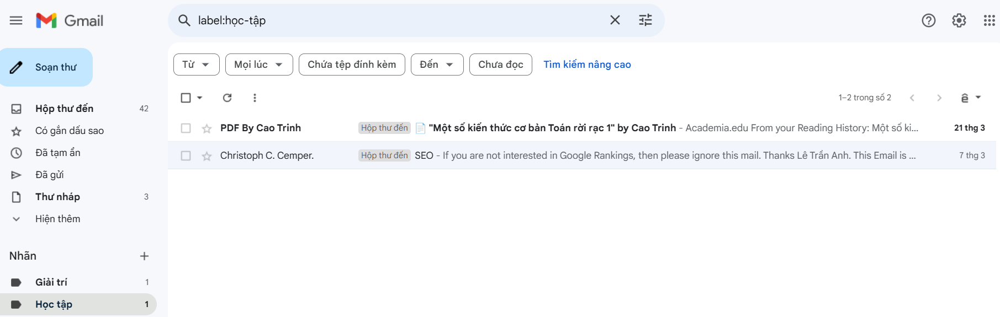 Gmail
label:học-tập
Soạn thư
Từ Mọi lúc Chứa tệp đính kèm Đến Chưa đọc Tìm kiếm nâng cao
1–2 trong số 2 ê
Hộp thư đến 42
Có gắn dấu sao
Đã tạm ẩn
Đã gửi
Thư nháp 3
Hiện thêm
Nhãn
Giải trí 1
Học tập 1
PDF By Cao Trinh Hộp thư đến "Một số kiến thức cơ bản Toán rời rạc 1" by Cao Trinh - Academia.edu From your Reading History: Một số ki... 21 thg 3
Christoph C. Cemper. Hộp thư đến SEO - If you are not interested in Google Rankings, then please ignore this mail. Thanks Lê Trần Anh. This Email is ... 7 thg 3